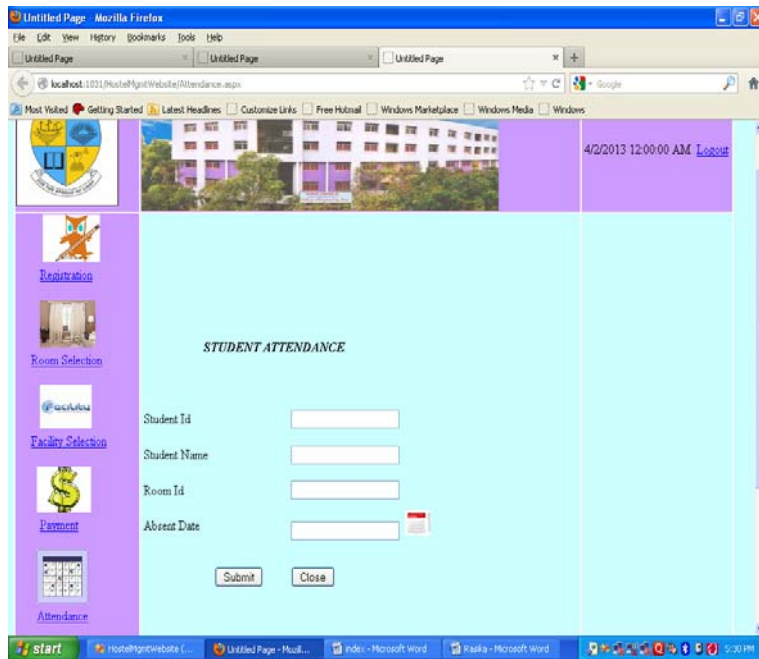 Untitled Page - Mozilla Firefox
File Edit View History Bookmarks Tools Help
Untitled Page Untitled Page Untitled Page
localhost:1031/HostelMgntWebsite/Attendance.aspx Google
Most Visited Getting Started Latest Headlines Customize Links Free Hotmail Windows Marketplace Windows Media Windows
4/2/2013 12:00:00 AM Logout
Registration
Room Selection
Facility
Facility Selection
Payment
Attendance
STUDENT ATTENDANCE
Student Id
Student Name
Room Id
Absent Date
Submit Close
start HostelMgntWebsite (... Untitled Page - Mozill... index - Microsoft Word Rasika - Microsoft Word 5:30 PM